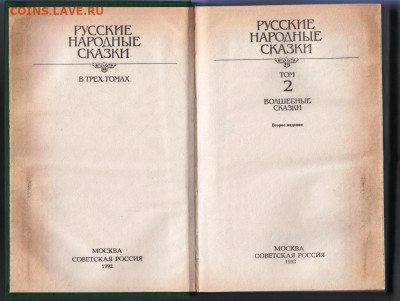 COINS.LAVE.RU
РУССКИЕ
НАРОДНЫЕ
СКАЗКИ
В ТРЕХ ТОМАХ
МОСКВА
СОВЕТСКАЯ РОССИЯ
1992
РУССКИЕ
НАРОДНЫЕ
СКАЗКИ
ТОМ
2
ВОЛШЕБНЫЕ
СКАЗКИ
Второе издание
МОСКВА
СОВЕТСКАЯ РОССИЯ
1992